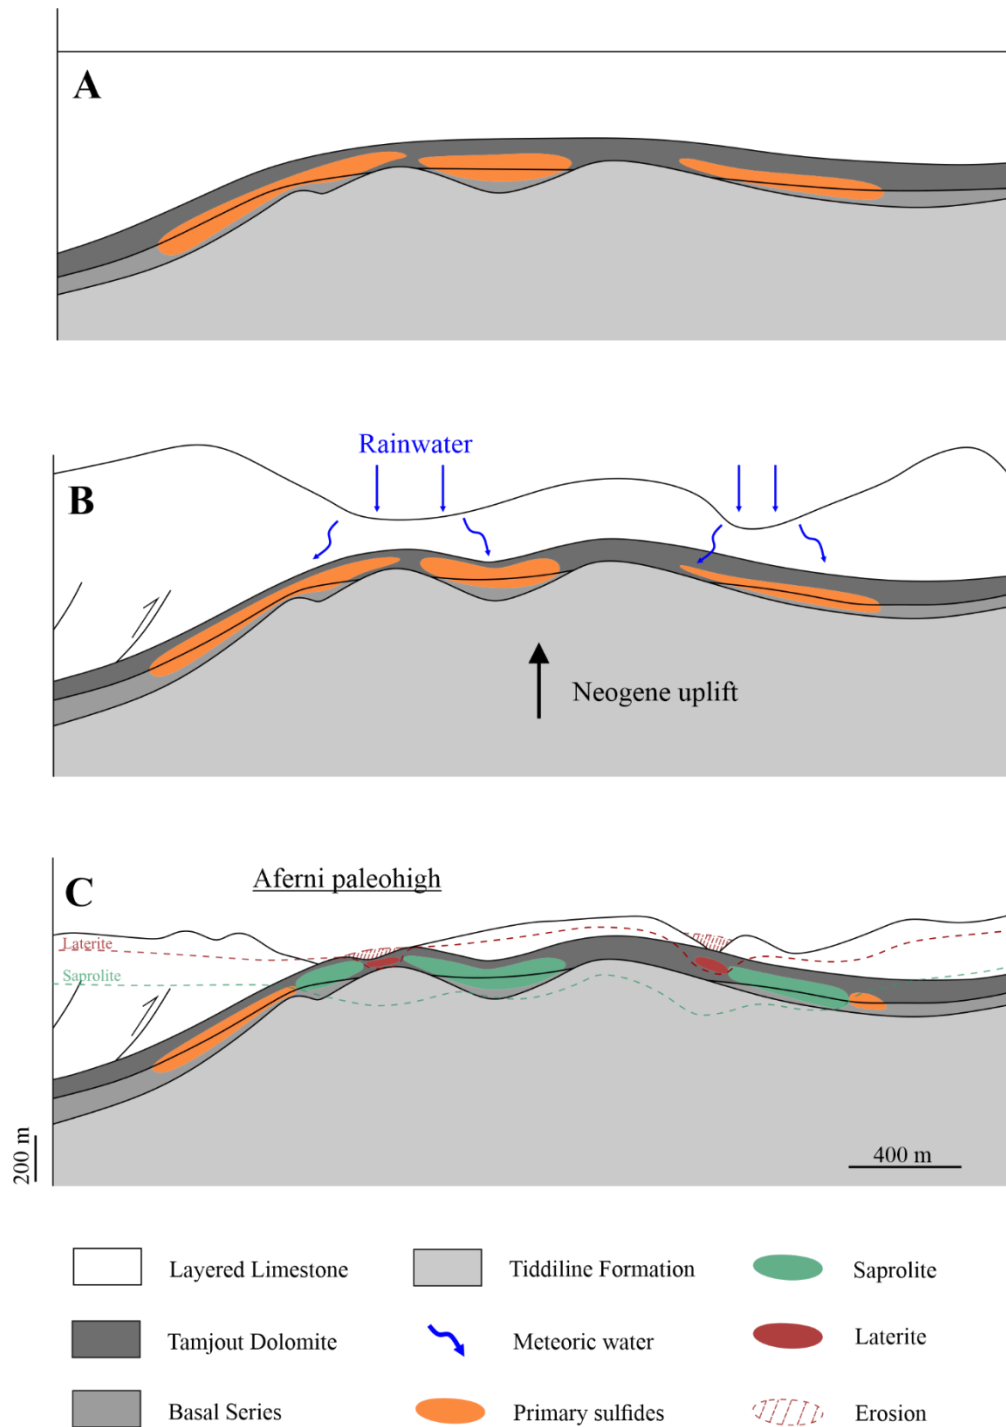 A
Rainwater
B
Neogene uplift
C
Aferni paleohigh
Laterite
Saprolite
200 m
400 m
Layered Limestone
Tiddiline Formation
Saprolite
Tamjout Dolomite
Meteoric water
Laterite
Basal Series
Primary sulfides
Erosion